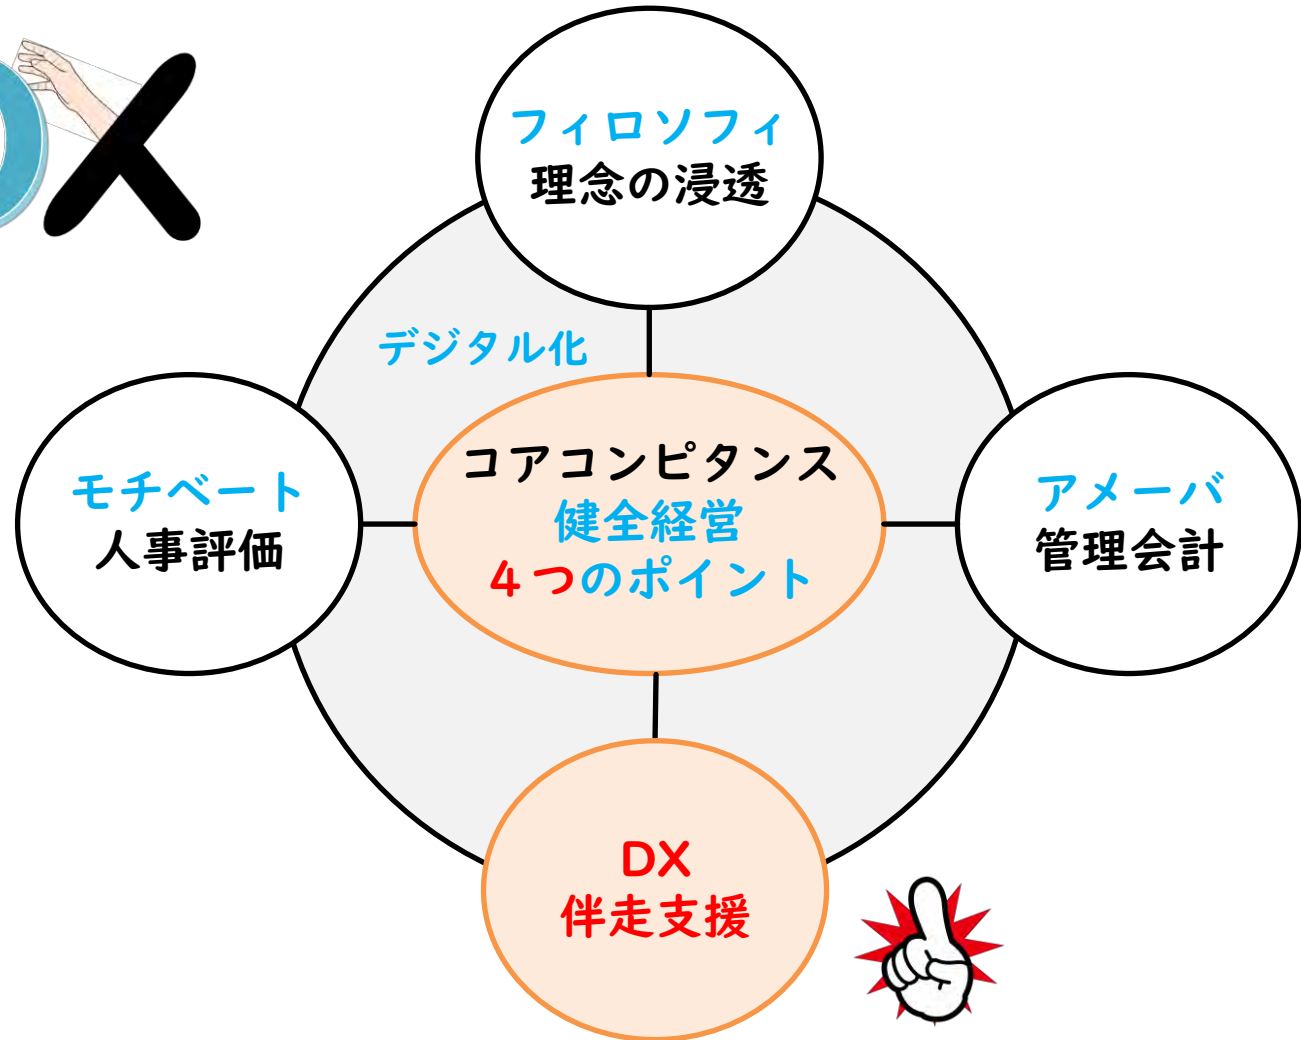 DX
フィロソフィ
理念の浸透
デジタル化
モチベート
人事評価
コアコンピタンス
健全経営
4つのポイント
アメーバ
管理会計
DX
伴走支援